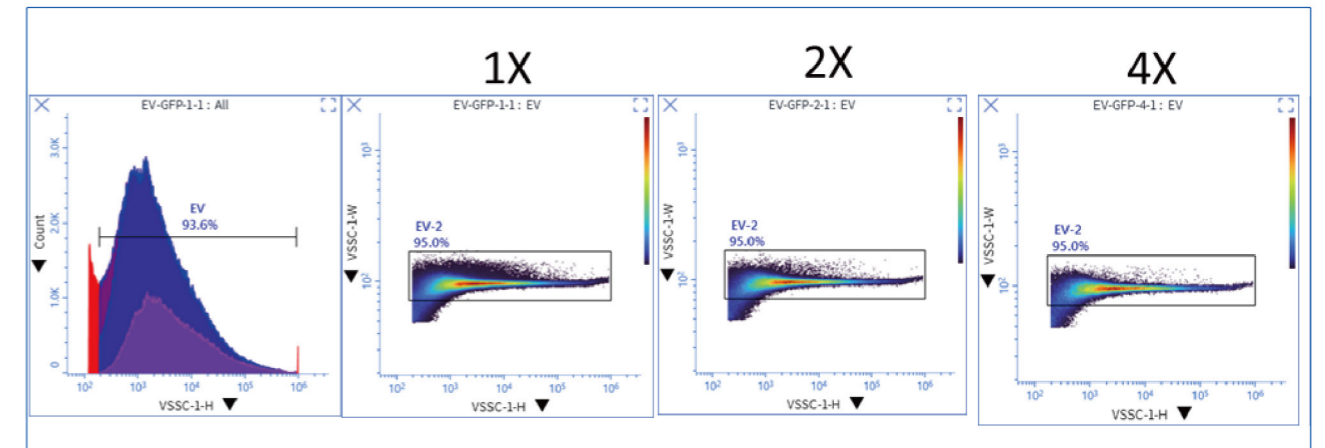 1X
2X
4X
EV-GFP-1-1 : All
3.0K
2.0K
1.0K
0
Count
EV
93.6%
10² 10³ 10⁴ 10⁵ 10⁶
VSSC-1-H
EV-GFP-1-1 : EV
10³
10²
VSSC-1-W
EV-2
95.0%
10² 10³ 10⁴ 10⁵ 10⁶
VSSC-1-H
EV-GFP-2-1 : EV
10³
10²
VSSC-1-W
EV-2
95.0%
10² 10³ 10⁴ 10⁵ 10⁶
VSSC-1-H
EV-GFP-4-1 : EV
10³
10²
VSSC-1-W
EV-2
95.0%
10² 10³ 10⁴ 10⁵ 10⁶
VSSC-1-H